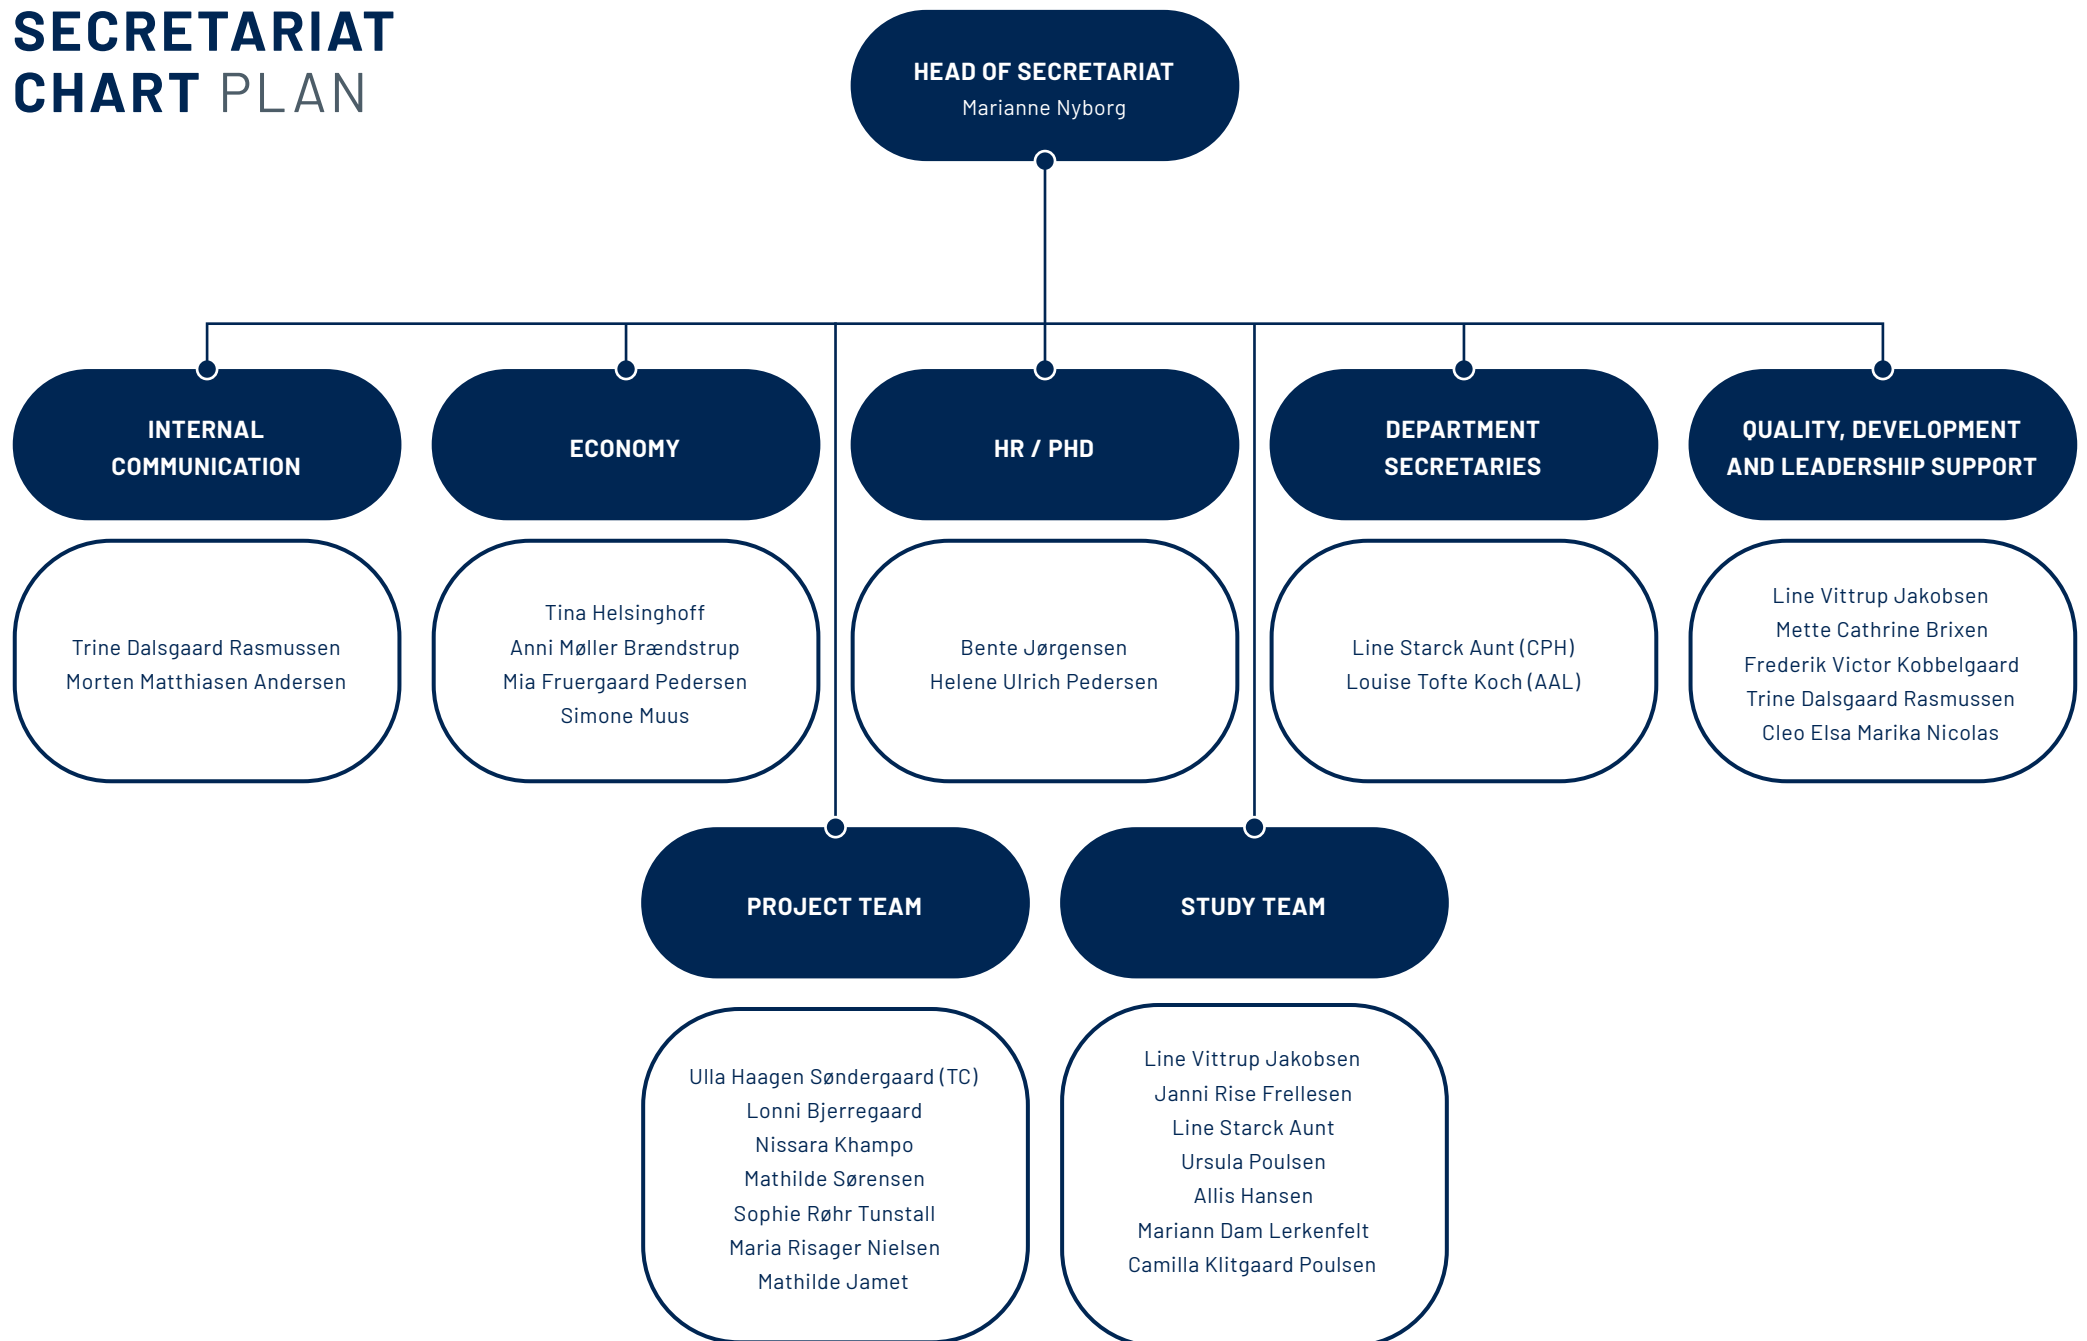 SECRETARIAT
CHART PLAN
HEAD OF SECRETARIAT
Marianne Nyborg
INTERNAL
COMMUNICATION
Trine Dalsgaard Rasmussen
Morten Matthiasen Andersen
ECONOMY
Tina Helsinghoff
Anni Møller Brændstrup
Mia Fruergaard Pedersen
Simone Muus
HR / PHD
Bente Jørgensen
Helene Ulrich Pedersen
DEPARTMENT
SECRETARIES
Line Starck Aunt (CPH)
Louise Tofte Koch (AAL)
QUALITY, DEVELOPMENT
AND LEADERSHIP SUPPORT
Line Vittrup Jakobsen
Mette Cathrine Brixen
Frederik Victor Kobbelgaard
Trine Dalsgaard Rasmussen
Cleo Elsa Marika Nicolas
PROJECT TEAM
Ulla Haagen Søndergaard (TC)
Lonni Bjerregaard
Nissara Khampo
Mathilde Sørensen
Sophie Røhr Tunstall
Maria Risager Nielsen
Mathilde Jamet
STUDY TEAM
Line Vittrup Jakobsen
Janni Rise Frellesen
Line Starck Aunt
Ursula Poulsen
Allis Hansen
Mariann Dam Lerkenfelt
Camilla Klitgaard Poulsen